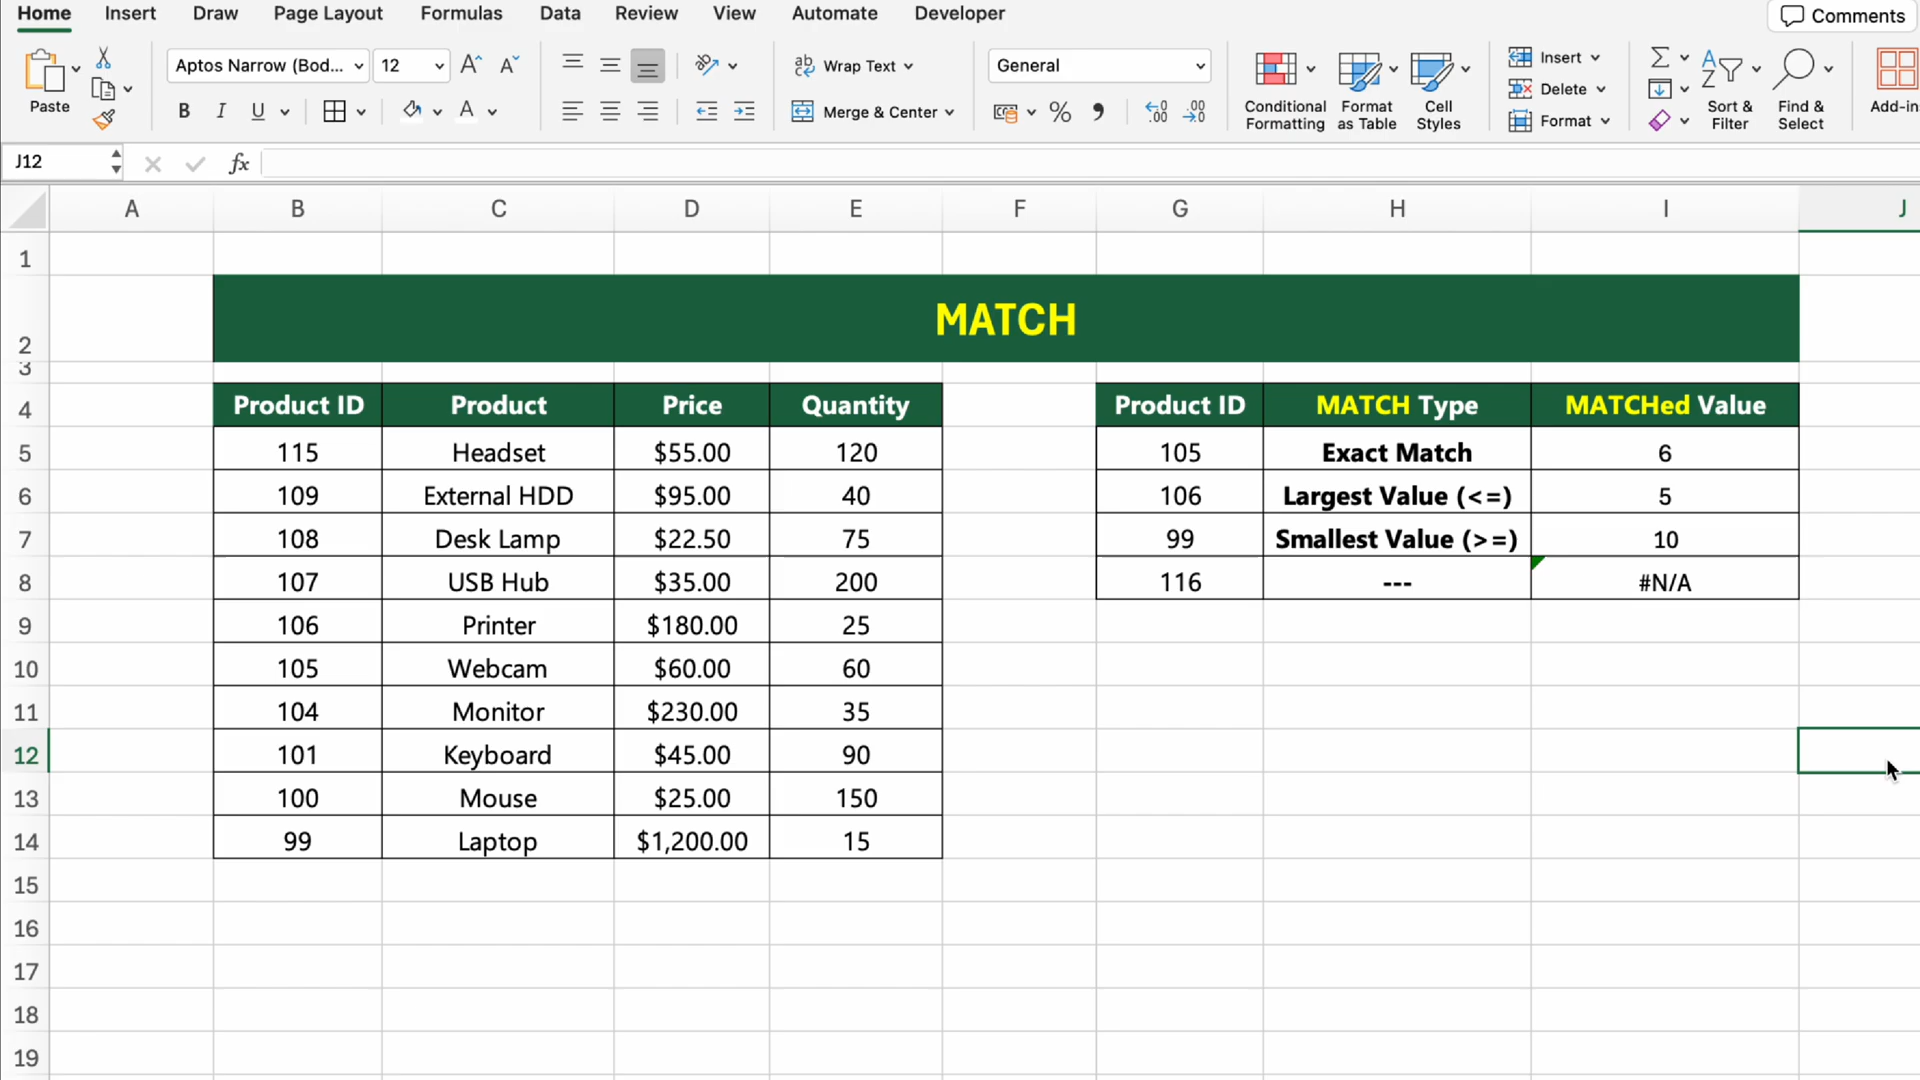 Home Insert Draw Page Layout Formulas Data Review View Automate Developer Comments
Paste Aptos Narrow (Bod... 12 Wrap Text General Conditional Formatting Format as Table Cell Styles Insert Sort & Filter Find & Select Add-in
B I U A Merge & Center % Delete
Format
J12 fx
A B C D E F G H I J
1
2 MATCH
3
4 Product ID Product Price Quantity Product ID MATCH Type MATCHed Value
5 115 Headset $55.00 120 105 Exact Match 6
6 109 External HDD $95.00 40 106 Largest Value (<=) 5
7 108 Desk Lamp $22.50 75 99 Smallest Value (>=) 10
8 107 USB Hub $35.00 200 116 --- #N/A
9 106 Printer $180.00 25
10 105 Webcam $60.00 60
11 104 Monitor $230.00 35
12 101 Keyboard $45.00 90
13 100 Mouse $25.00 150
14 99 Laptop $1,200.00 15
15
16
17
18
19